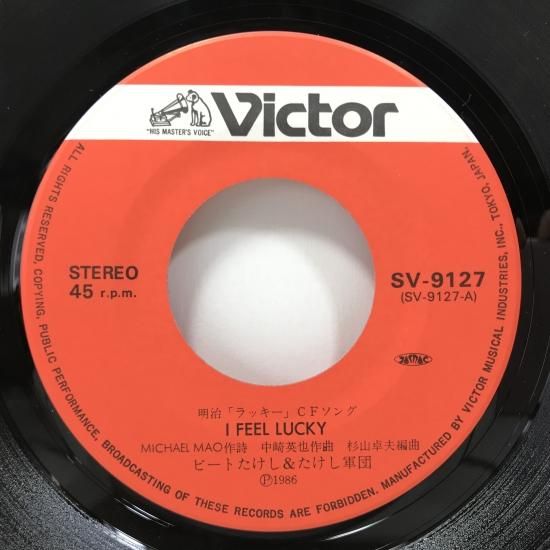 Victor
"HIS MASTER'S VOICE"
STEREO
45 r.p.m.
SV-9127
(SV-9127-A)
JASRAC
明治「ラッキー」CFソング
I FEEL LUCKY
MICHAEL MAO作詩 中崎英也作曲 杉山卓夫編曲
ビートたけし&たけし軍団
Ⓟ1986
ALL RIGHTS RESERVED, COPYING, PUBLIC PERFORMANCE, BROADCASTING OF THESE RECORDS ARE FORBIDDEN. MANUFACTURED BY VICTOR MUSICAL INDUSTRIES, INC., TOKYO, JAPAN.